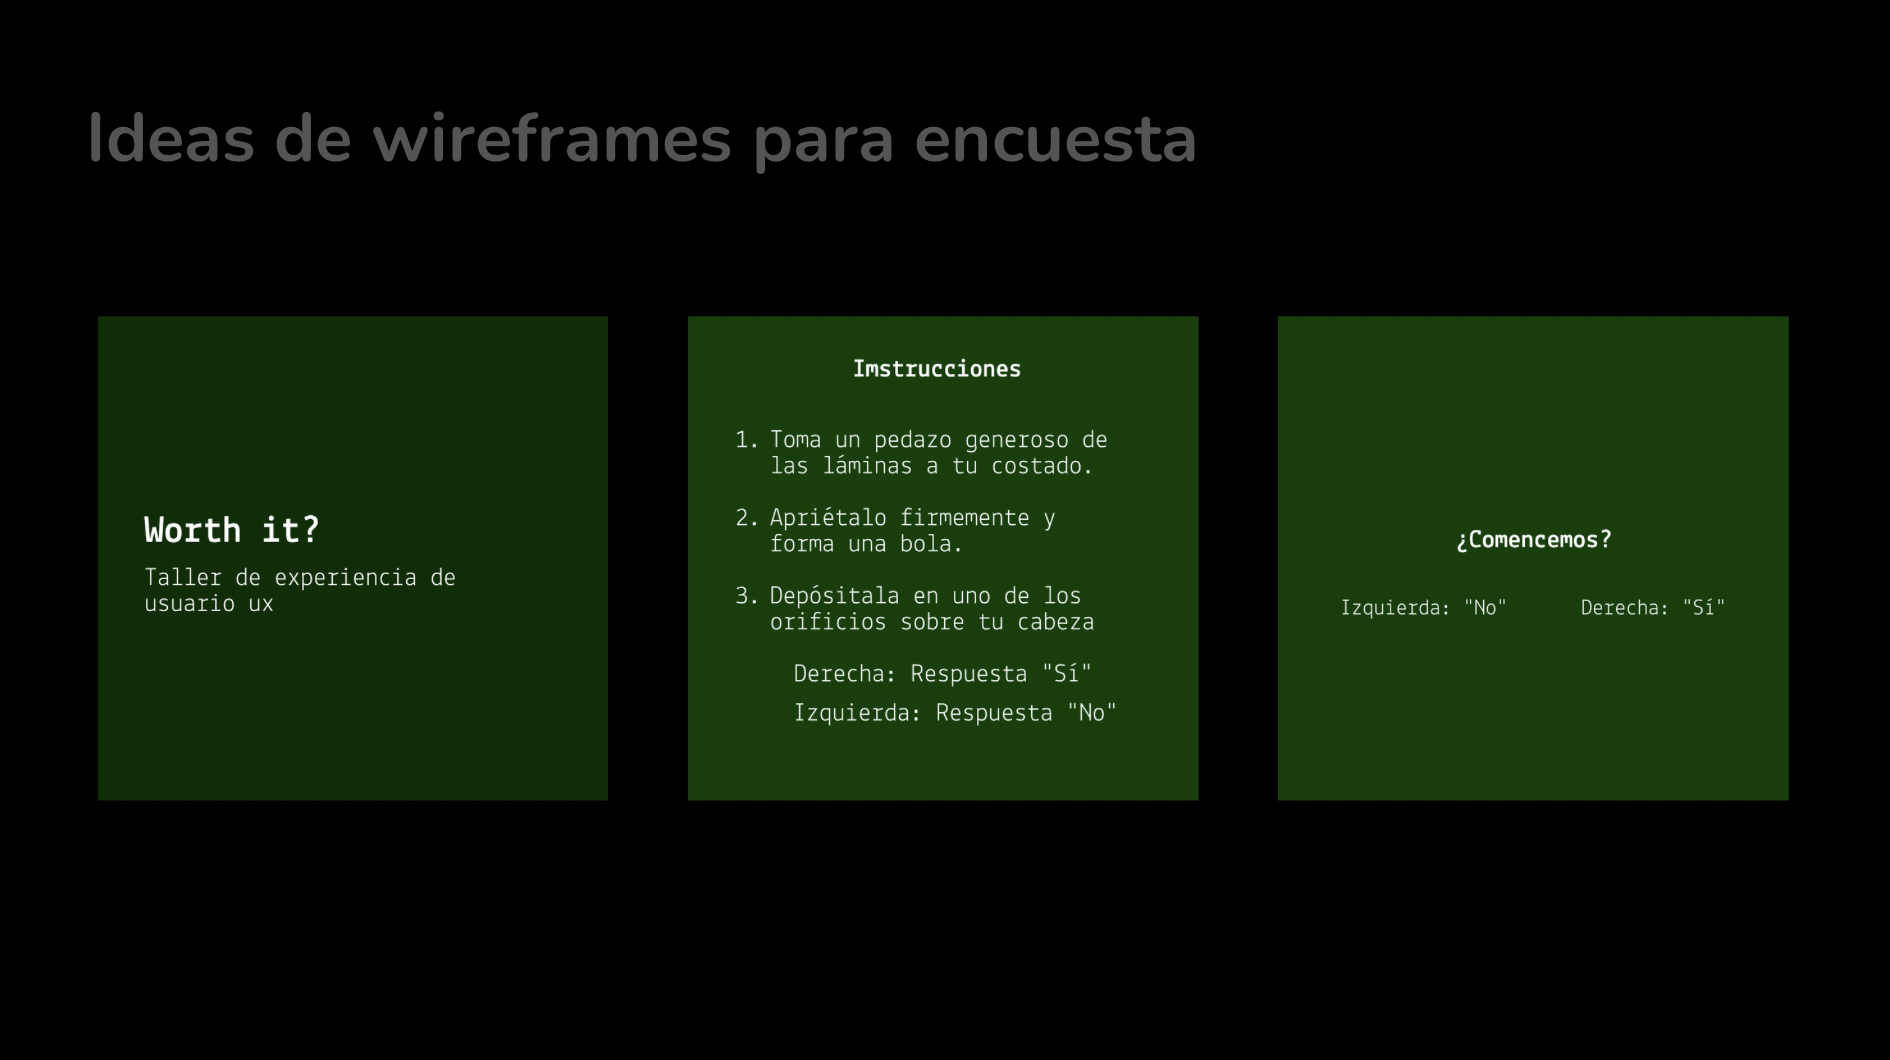 Ideas de wireframes para encuesta
Worth it?
Taller de experiencia de
usuario ux
Imstrucciones
1. Toma un pedazo generoso de
las láminas a tu costado.
2. Apriétalo firmemente y
forma una bola.
3. Depósitala en uno de los
orificios sobre tu cabeza
Derecha: Respuesta "Sí"
Izquierda: Respuesta "No"
¿Comencemos?
Izquierda: "No"
Derecha: "Sí"